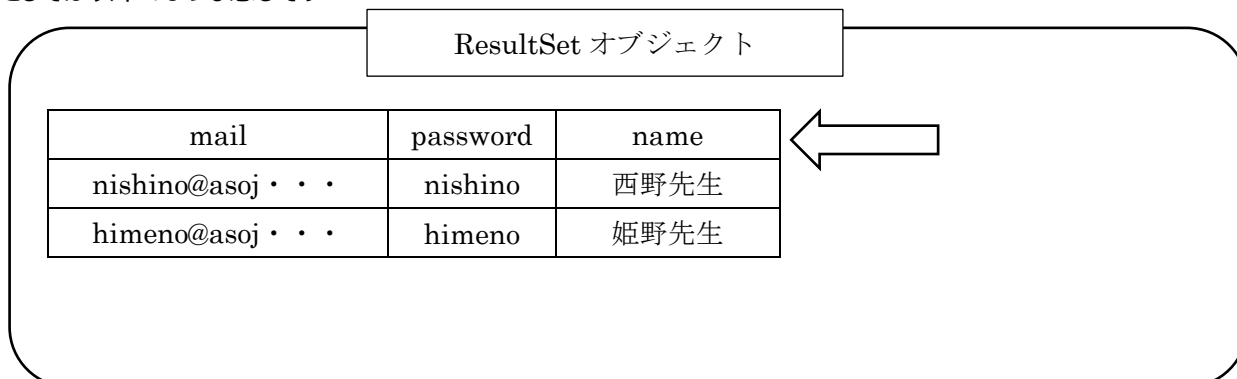 ResultSet オブジェクト
mail password name
nishino@asoj・・・ nishino 西野先生
himeno@asoj・・・ himeno 姫野先生